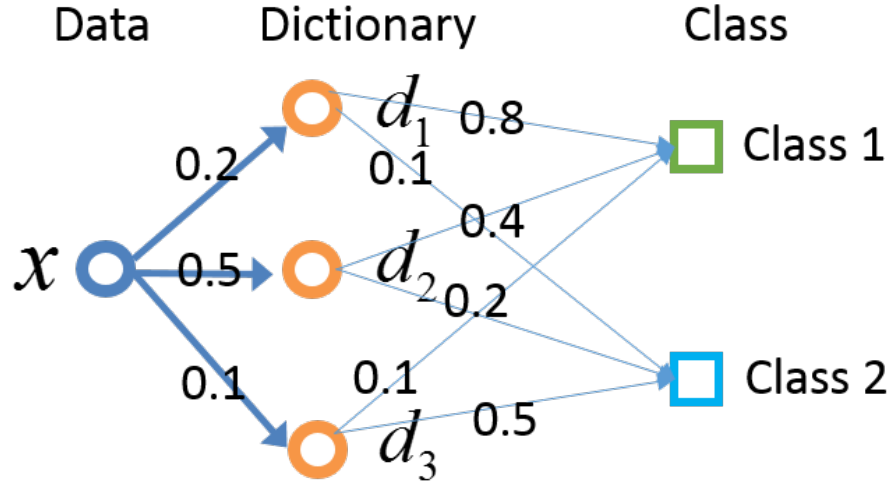 Data Dictionary Class
d1 0.8
Class 1
0.2 0.1
0.4
x 0.5 d2
0.2
0.1 0.1 Class 2
0.5
d3